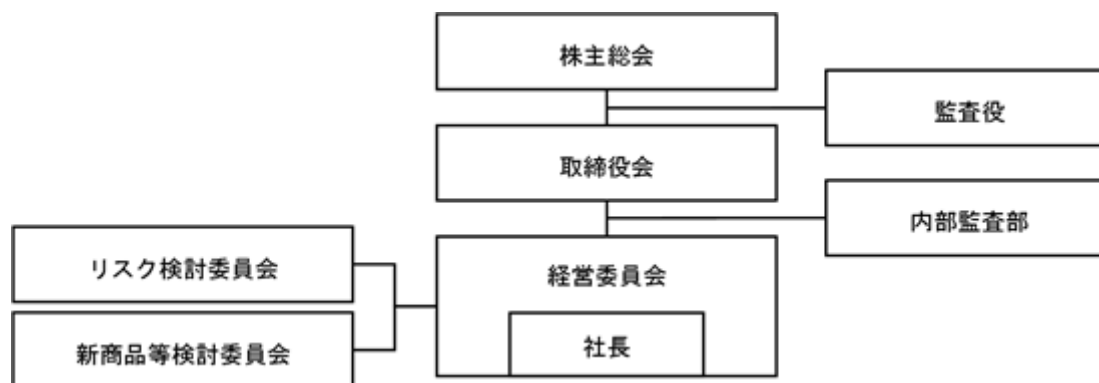 株主総会
監査役
取締役会
内部監査部
リスク検討委員会
経営委員会
新商品等検討委員会
社長